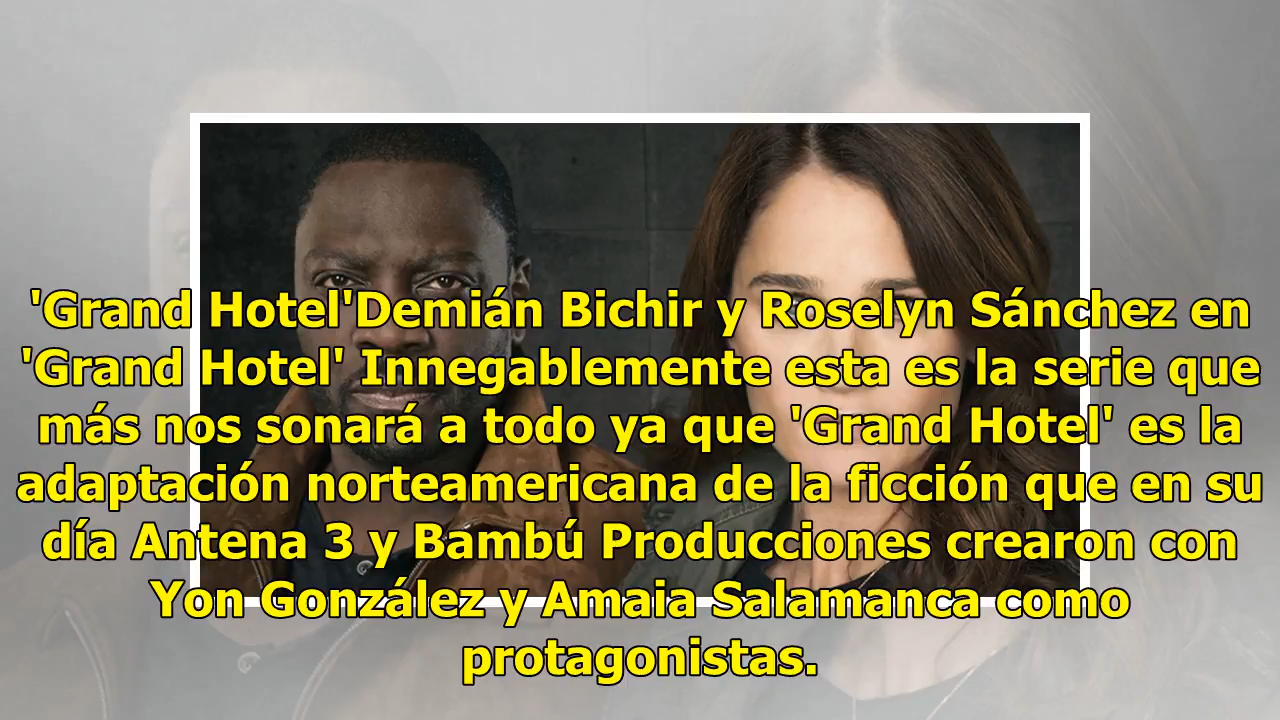 'Grand Hotel'Demián Bichir y Roselyn Sánchez en
'Grand Hotel' Innegablemente esta es la serie que
más nos sonará a todo ya que 'Grand Hotel' es la
adaptación norteamericana de la ficción que en su
día Antena 3 y Bambú Producciones crearon con
Yon González y Amaia Salamanca como
protagonistas.